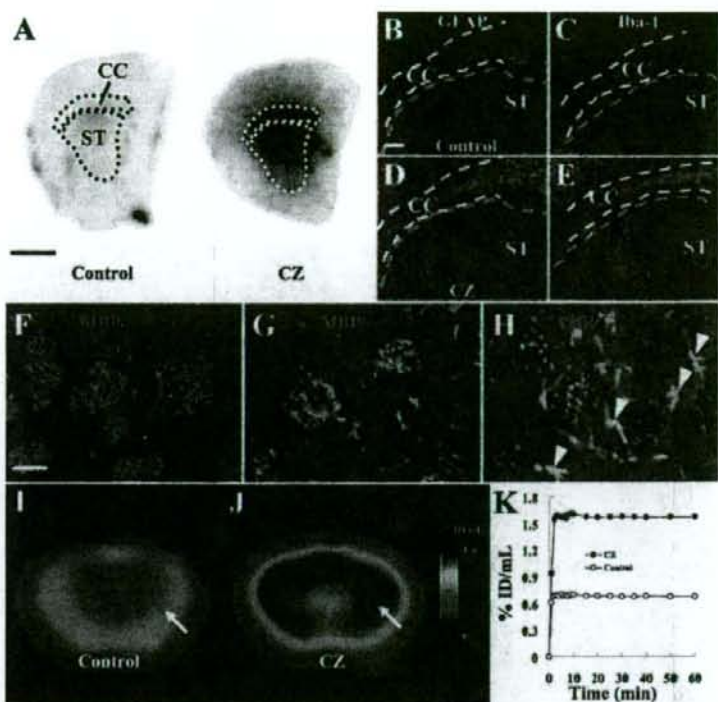 A
CC
ST
Control
CZ
B
GFAP
CC
ST
Control
C
Iba-1
CC
ST
D
CC
ST
CZ
E
CC
ST
F
G
H
I
Control
J
CZ
K
% ID/mL
1.8
1.5
1.2
0.9
0.6
0.3
0
CZ
Control
0 10 20 30 40 50 60
Time (min)